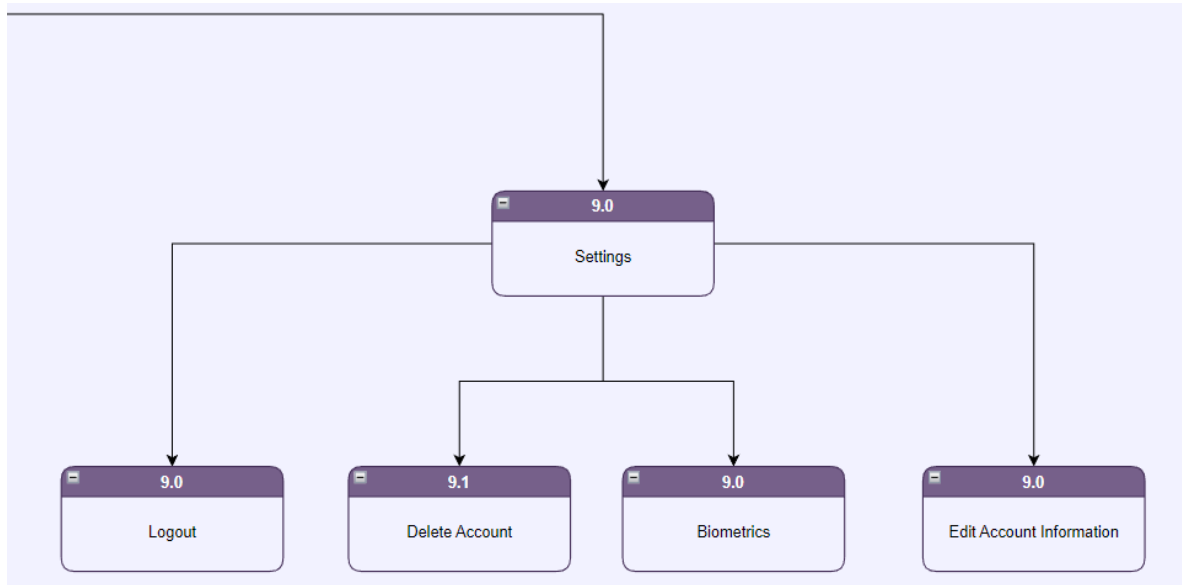 9.0
Settings
9.0
Logout
9.1
Delete Account
9.0
Biometrics
9.0
Edit Account Information